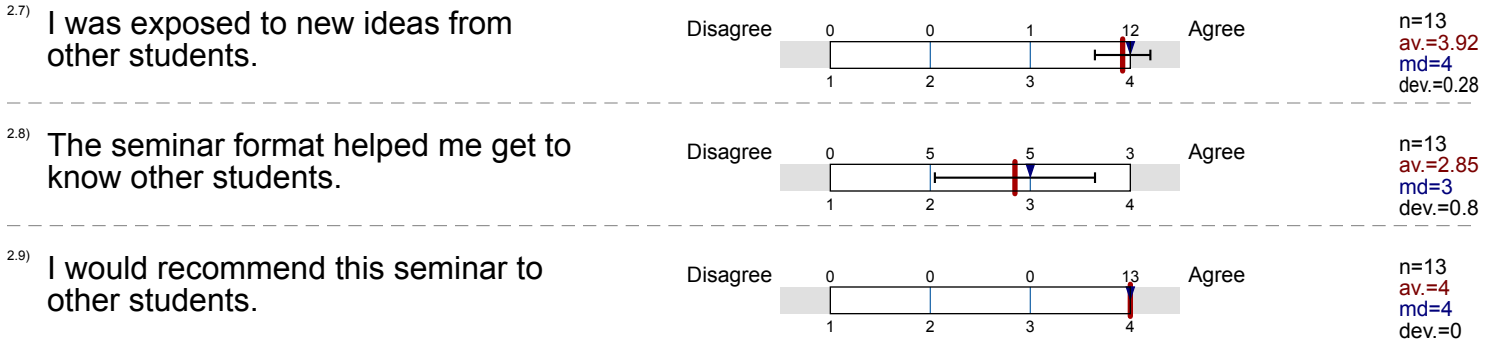 2.7) I was exposed to new ideas from
other students.
Disagree 0 0 1 12 Agree
1 2 3 4
n=13
av.=3.92
md=4
dev.=0.28
2.8) The seminar format helped me get to
know other students.
Disagree 0 5 5 3 Agree
1 2 3 4
n=13
av.=2.85
md=3
dev.=0.8
2.9) I would recommend this seminar to
other students.
Disagree 0 0 0 13 Agree
1 2 3 4
n=13
av.=4
md=4
dev.=0